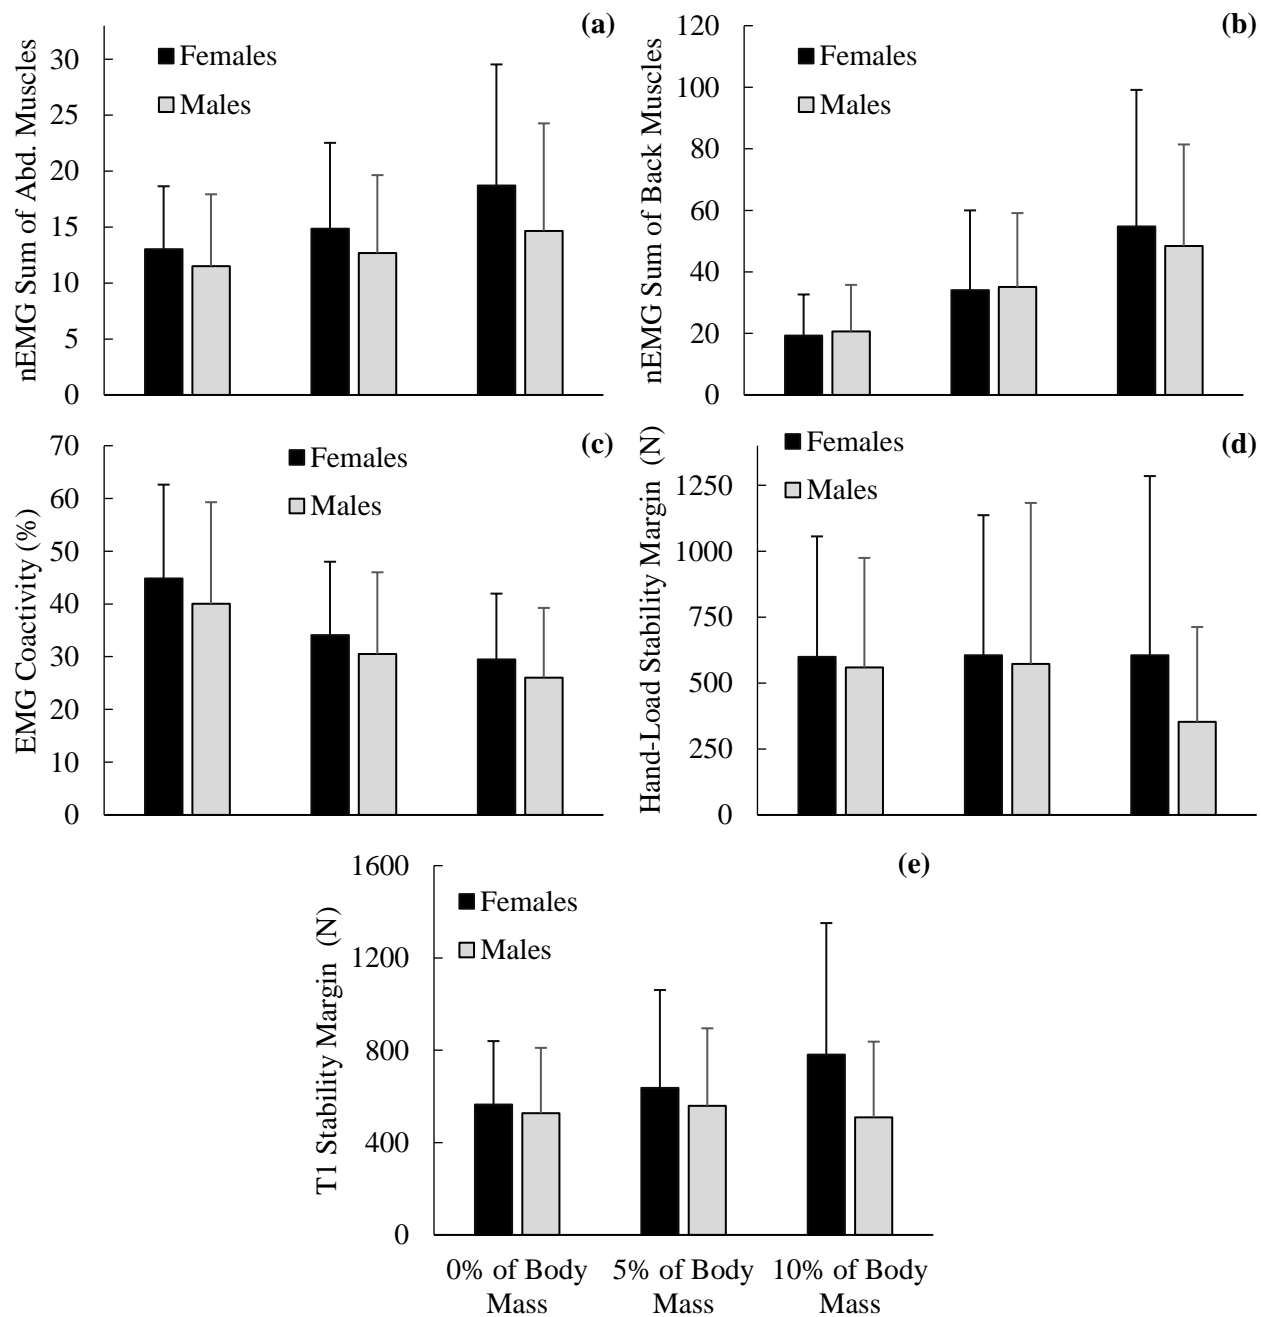 (a)
nEMG Sum of Abd. Muscles
30
25
20
15
10
5
0
Females
Males
(b)
nEMG Sum of Back Muscles
120
100
80
60
40
20
0
Females
Males
(c)
EMG Coactivity (%)
70
60
50
40
30
20
10
0
Females
Males
(d)
Hand-Load Stability Margin (N)
1250
1000
750
500
250
0
Females
Males
(e)
T1 Stability Margin (N)
1600
1200
800
400
0
Females
Males
0% of Body
Mass
5% of Body
Mass
10% of Body
Mass